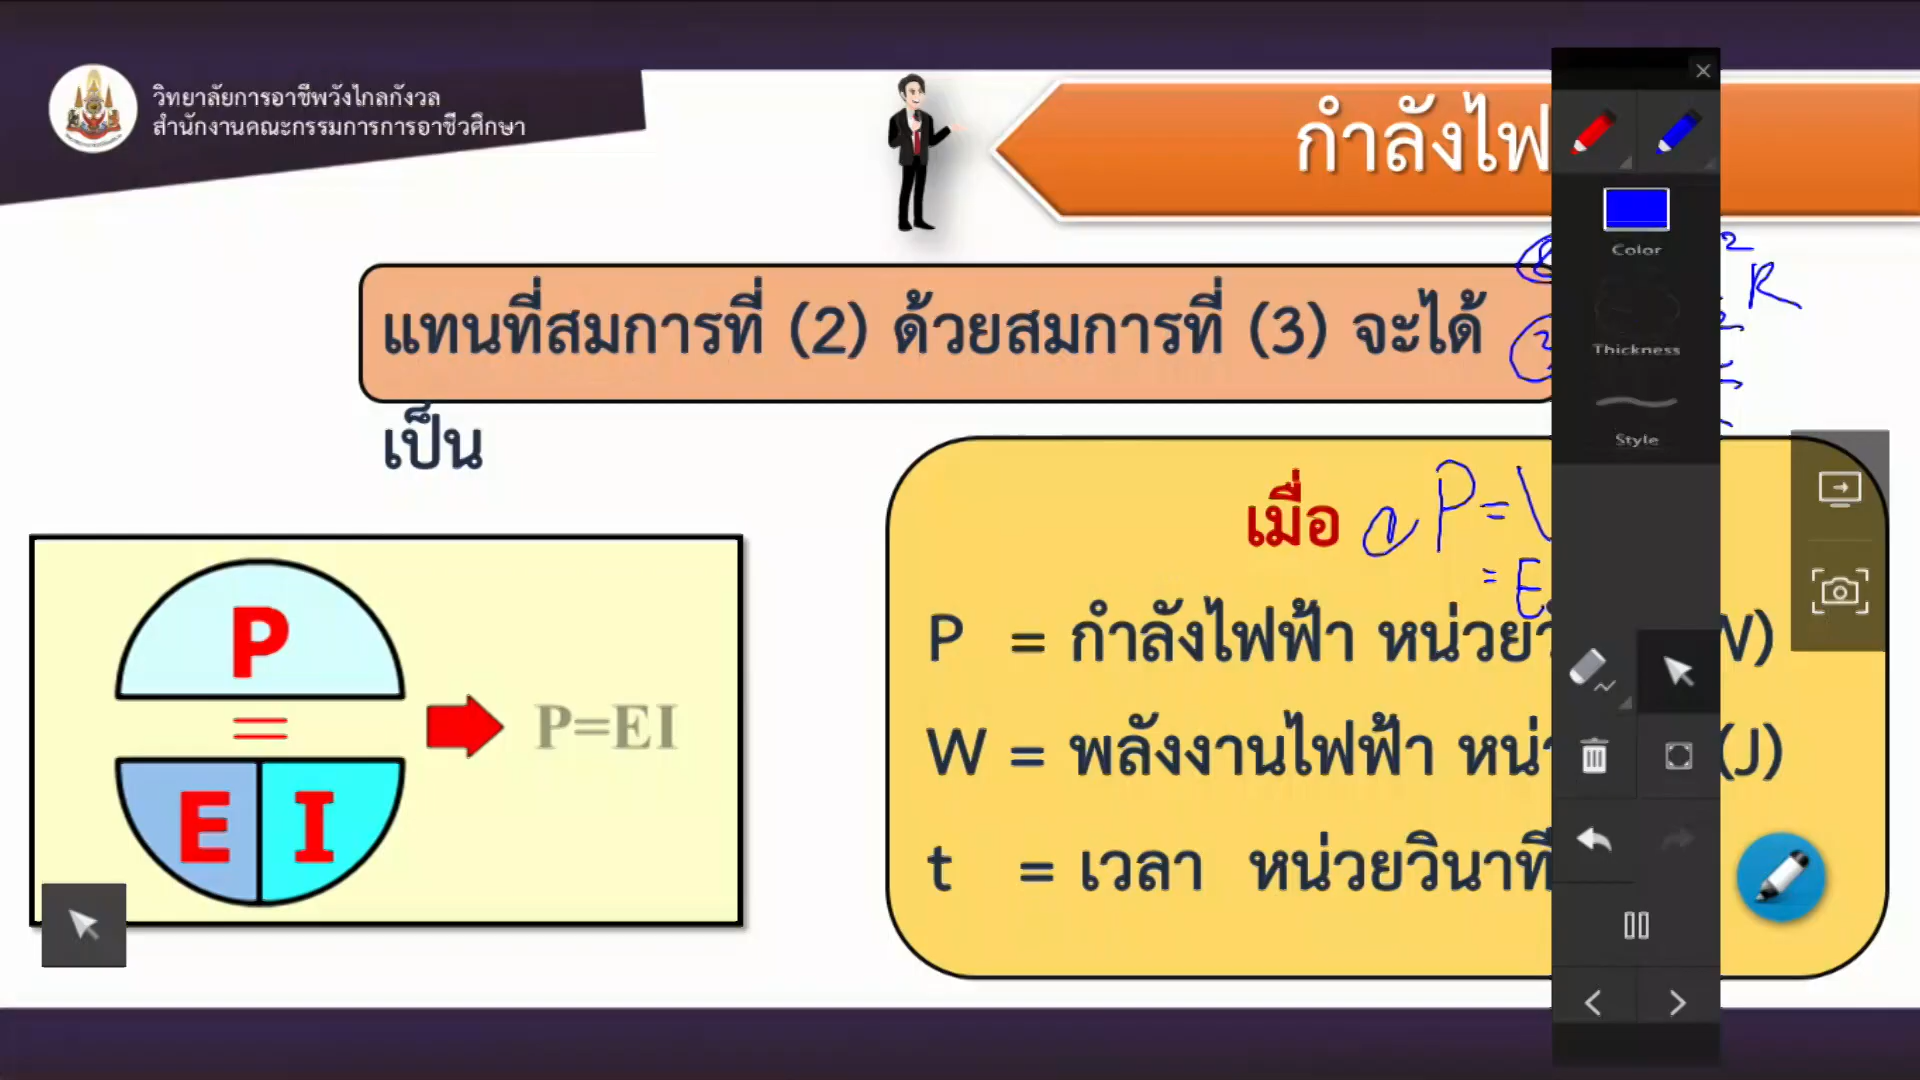 วิทยาลัยการอาชีพวังไกลกังวล
สำนักงานคณะกรรมการการอาชีวศึกษา
กำลังไฟ
แทนที่สมการที่ (2) ด้วยสมการที่ (3) จะได้
เป็น
P
=
E I
P=EI
เมื่อ
P=V
=E
2
R
P = กำลังไฟฟ้า หน่วย W)
W = พลังงานไฟฟ้า (J)
t = เวลา หน่วยวินาที
Color
Thickness
Style